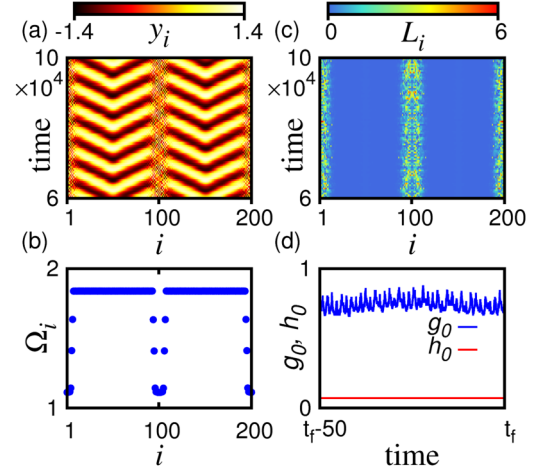 -1.4 y_i 1.4
0 L_i 6
(a)
10
×10^4
time
6
1 100 200
i
(c)
10
×10^4
time
6
1 100 200
i
(b)
2
Ω_i
1
1 100 200
i
(d)
1
g_0, h_0
g_0
h_0
0
t_f-50 t_f
time